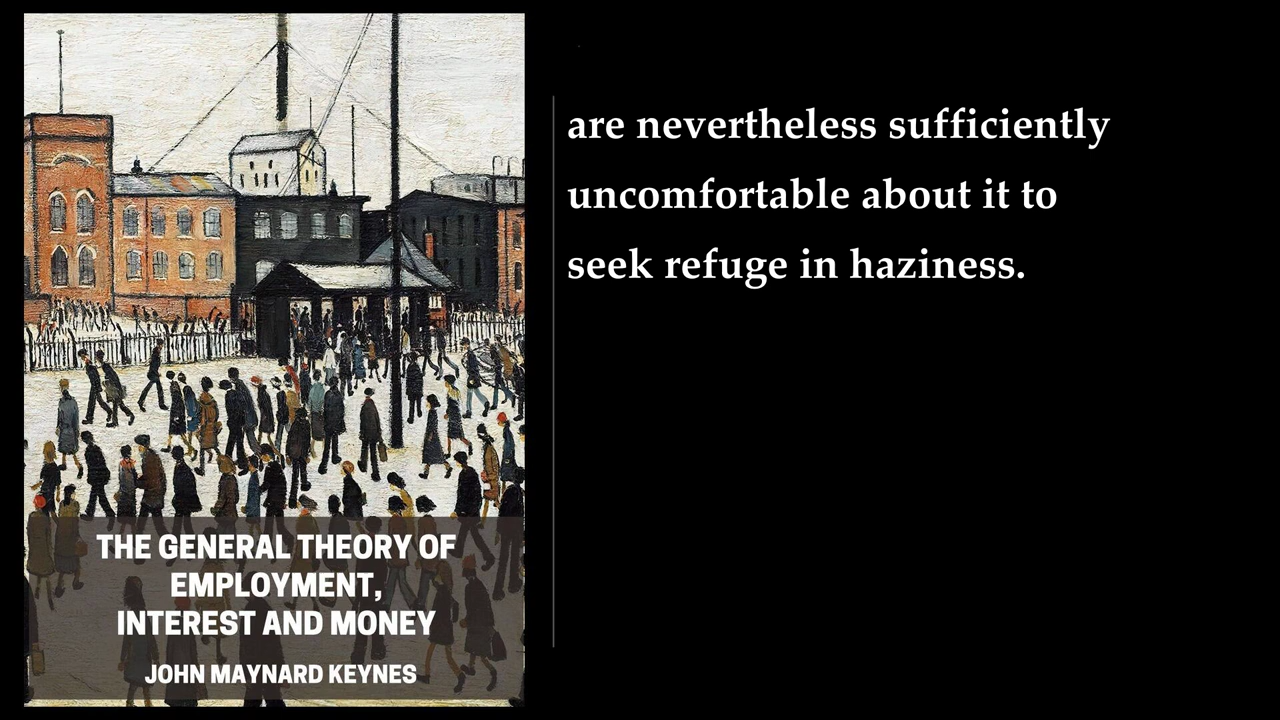 are nevertheless sufficiently
uncomfortable about it to
seek refuge in haziness.
THE GENERAL THEORY OF
EMPLOYMENT,
INTEREST AND MONEY
JOHN MAYNARD KEYNES